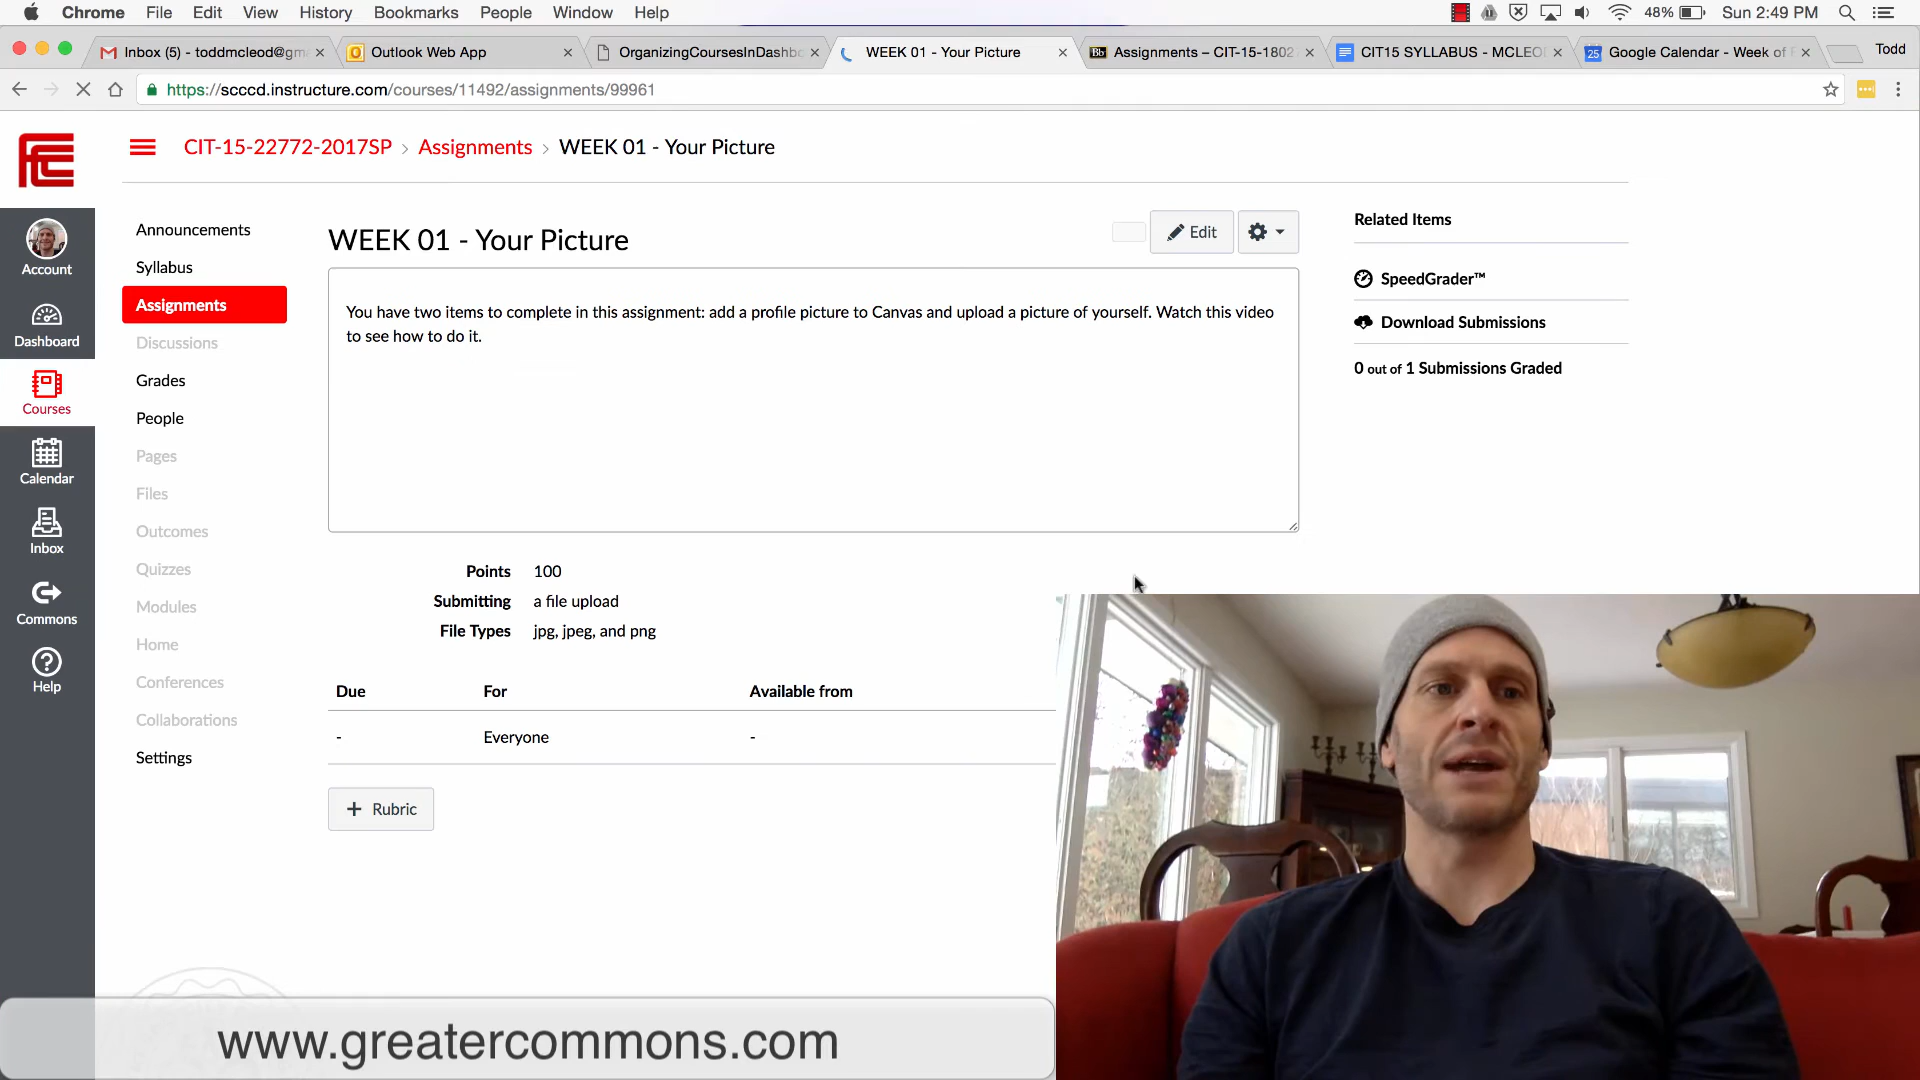 Chrome File Edit View History Bookmarks People Window Help 48% Sun 2:49 PM
Inbox (5) - toddmcleod@gm Outlook Web App OrganizingCoursesInDashbo WEEK 01 - Your Picture Assignments – CIT-15-1802 CIT15 SYLLABUS - MCLEO Google Calendar - Week of Todd
https://scccd.instructure.com/courses/11492/assignments/99961
CIT-15-22772-2017SP > Assignments > WEEK 01 - Your Picture
Account
Dashboard
Courses
Calendar
Inbox
Commons
Help
Announcements
Syllabus
Assignments
Discussions
Grades
People
Pages
Files
Outcomes
Quizzes
Modules
Home
Conferences
Collaborations
Settings
WEEK 01 - Your Picture
Edit
You have two items to complete in this assignment: add a profile picture to Canvas and upload a picture of yourself. Watch this video
to see how to do it.
Points 100
Submitting a file upload
File Types jpg, jpeg, and png
Due For Available from
- Everyone -
+ Rubric
Related Items
SpeedGrader™
Download Submissions
0 out of 1 Submissions Graded
www.greatercommons.com